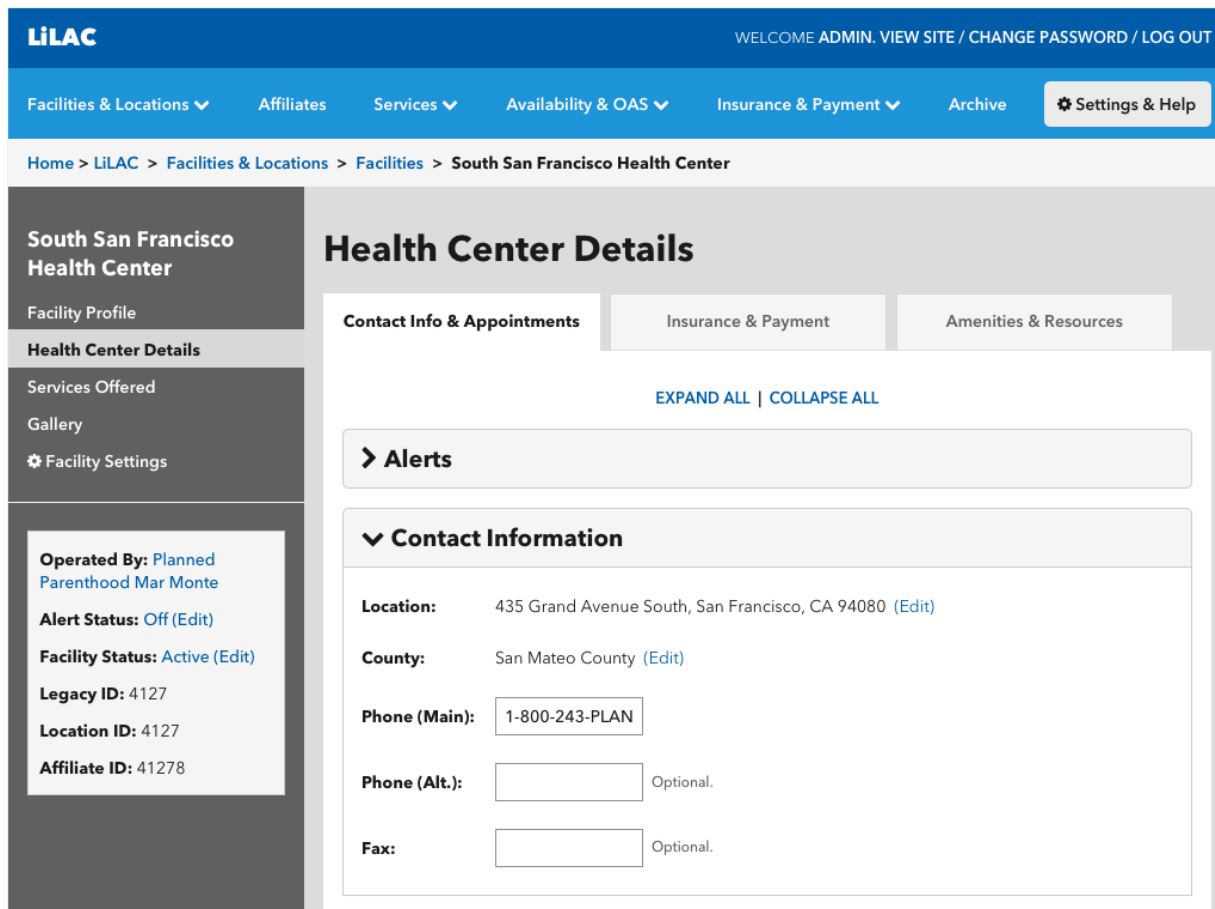 LiLAC
WELCOME ADMIN. VIEW SITE / CHANGE PASSWORD / LOG OUT
Facilities & Locations Affiliates Services Availability & OAS Insurance & Payment Archive Settings & Help
Home > LiLAC > Facilities & Locations > Facilities > South San Francisco Health Center
South San Francisco
Health Center
Facility Profile
Health Center Details
Services Offered
Gallery
Facility Settings
Operated By: Planned
Parenthood Mar Monte
Alert Status: Off (Edit)
Facility Status: Active (Edit)
Legacy ID: 4127
Location ID: 4127
Affiliate ID: 41278
Health Center Details
Contact Info & Appointments Insurance & Payment Amenities & Resources
EXPAND ALL | COLLAPSE ALL
Alerts
Contact Information
Location: 435 Grand Avenue South, San Francisco, CA 94080 (Edit)
County: San Mateo County (Edit)
Phone (Main): 1-800-243-PLAN
Phone (Alt.): Optional.
Fax: Optional.